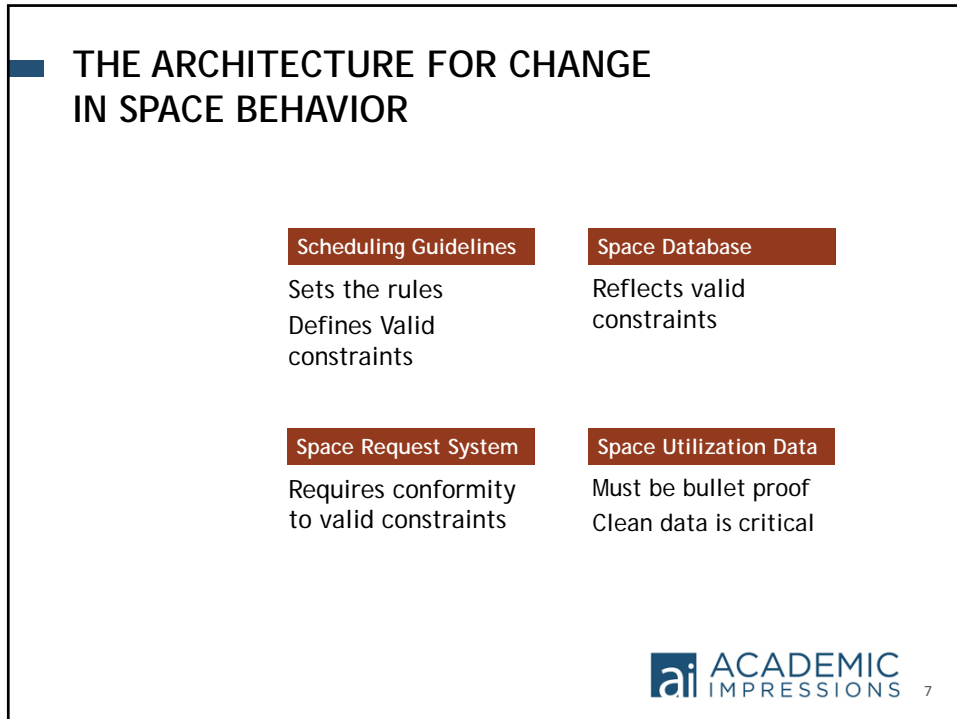 THE ARCHITECTURE FOR CHANGE
IN SPACE BEHAVIOR
Scheduling Guidelines
Sets the rules
Defines Valid
constraints
Space Database
Reflects valid
constraints
Space Request System
Requires conformity
to valid constraints
Space Utilization Data
Must be bullet proof
Clean data is critical
ai ACADEMIC
IMPRESSIONS
7